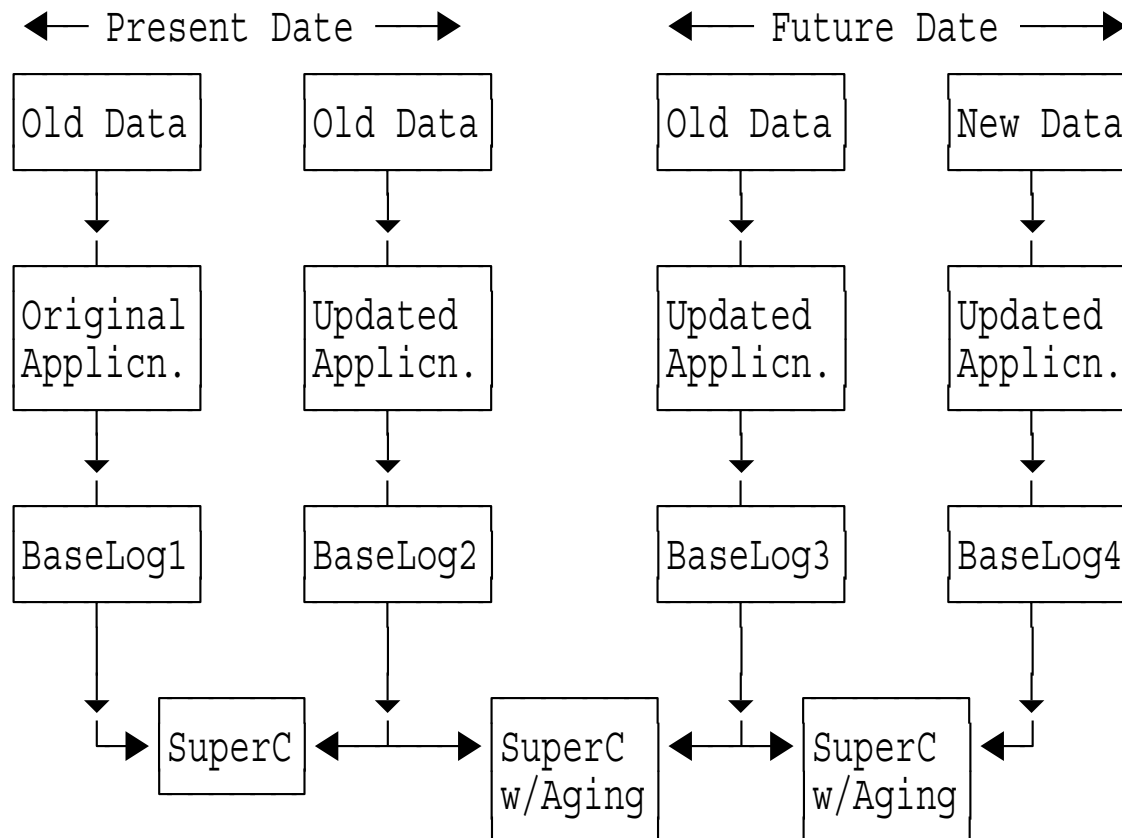 Present Date
Future Date
Old Data
Old Data
Old Data
New Data
Original
Applicn.
Updated
Applicn.
Updated
Applicn.
Updated
Applicn.
BaseLog1
BaseLog2
BaseLog3
BaseLog4
SuperC
SuperC
w/Aging
SuperC
w/Aging